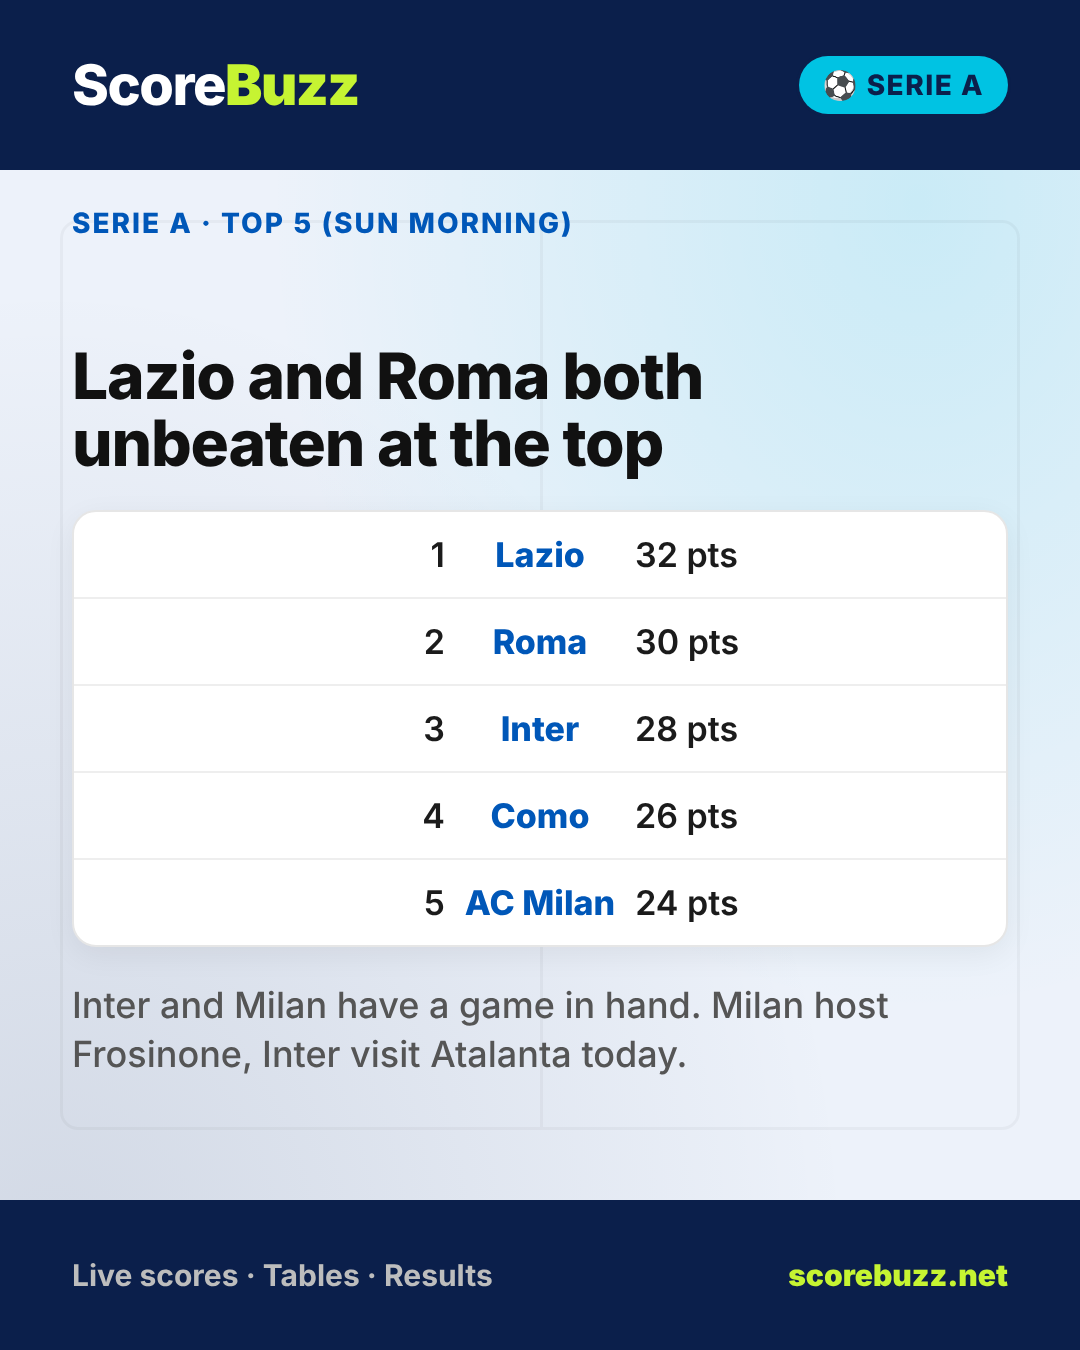 ScoreBuzz
⚽ SERIE A
SERIE A · TOP 5 (SUN MORNING)
Lazio and Roma both
unbeaten at the top
1 Lazio 32 pts
2 Roma 30 pts
3 Inter 28 pts
4 Como 26 pts
5 AC Milan 24 pts
Inter and Milan have a game in hand. Milan host
Frosinone, Inter visit Atalanta today.
Live scores · Tables · Results
scorebuzz.net